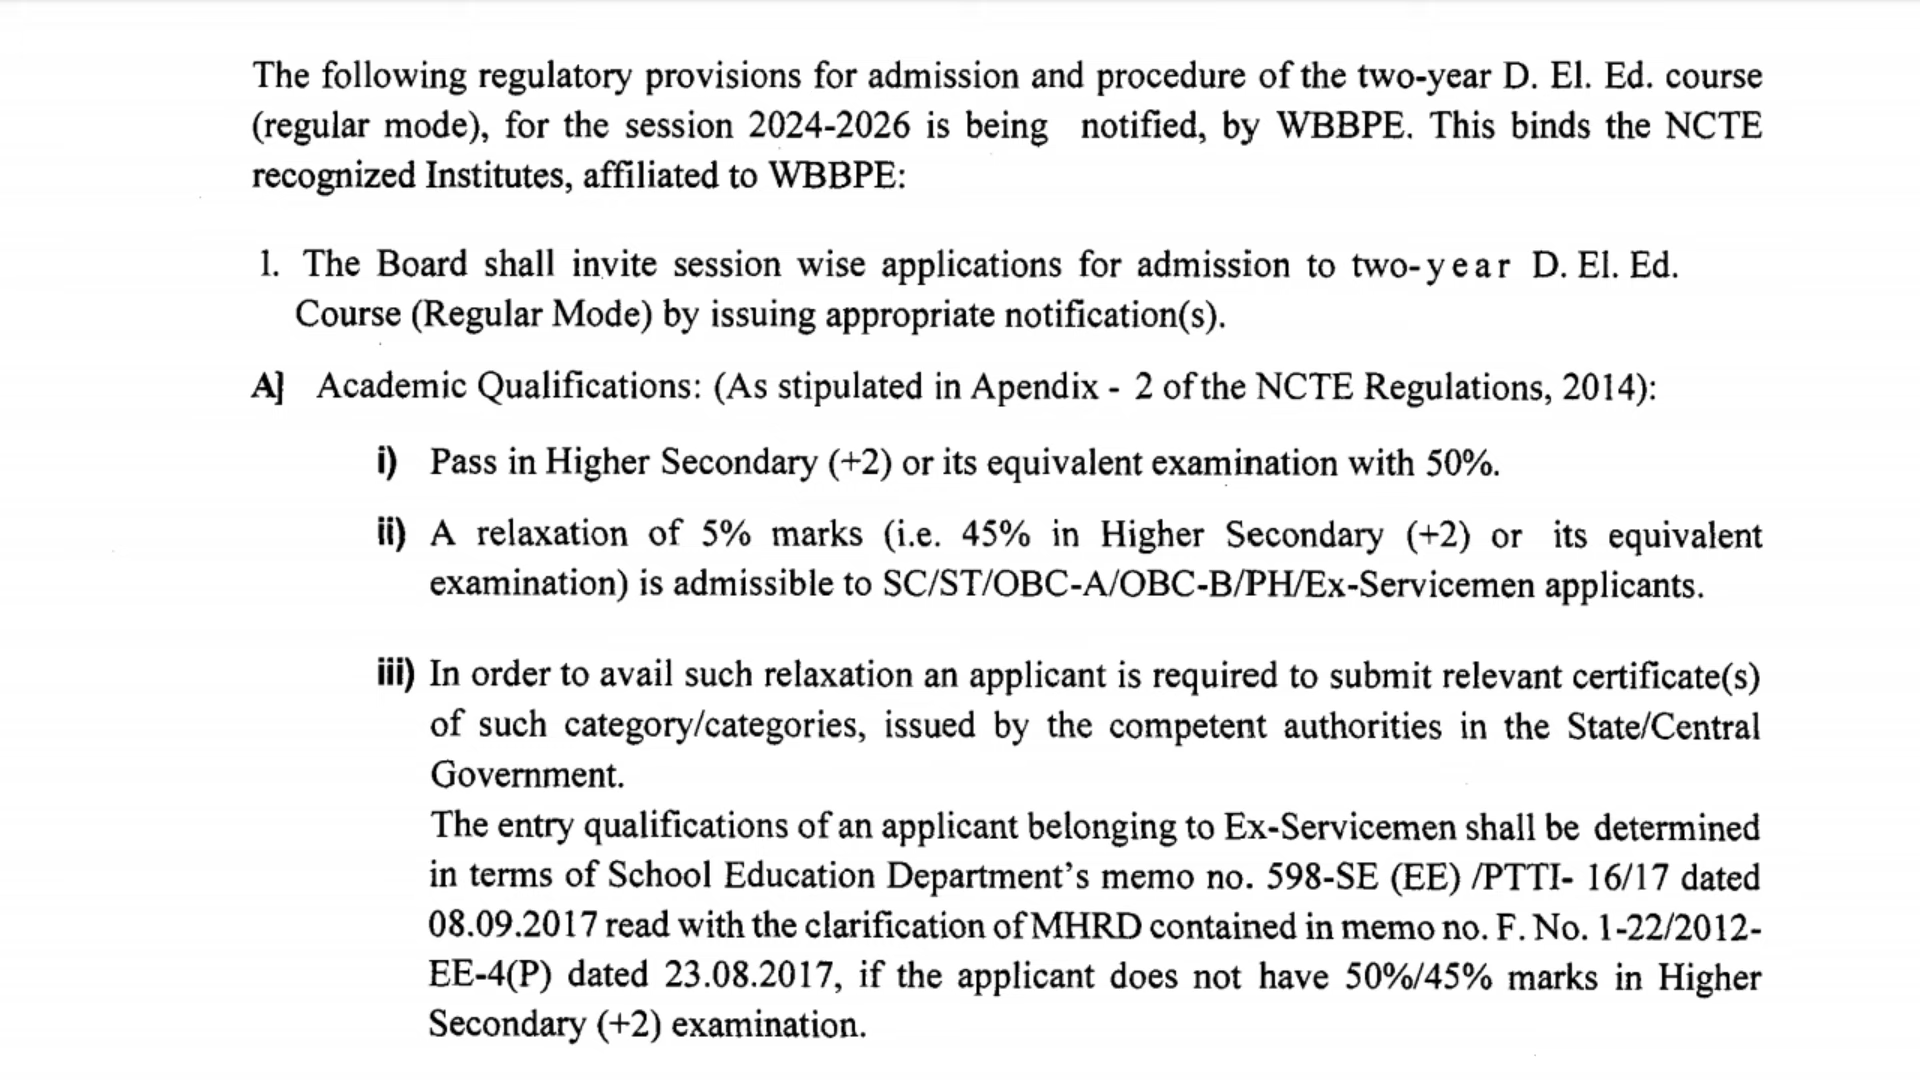 The following regulatory provisions for admission and procedure of the two-year D. El. Ed. course
(regular mode), for the session 2024-2026 is being notified, by WBBPE. This binds the NCTE
recognized Institutes, affiliated to WBBPE:
1. The Board shall invite session wise applications for admission to two-year D. El. Ed.
Course (Regular Mode) by issuing appropriate notification(s).
A] Academic Qualifications: (As stipulated in Apendix - 2 of the NCTE Regulations, 2014):
i) Pass in Higher Secondary (+2) or its equivalent examination with 50%.
ii) A relaxation of 5% marks (i.e. 45% in Higher Secondary (+2) or its equivalent
examination) is admissible to SC/ST/OBC-A/OBC-B/PH/Ex-Servicemen applicants.
iii) In order to avail such relaxation an applicant is required to submit relevant certificate(s)
of such category/categories, issued by the competent authorities in the State/Central
Government.
The entry qualifications of an applicant belonging to Ex-Servicemen shall be determined
in terms of School Education Department's memo no. 598-SE (EE) /PTTI- 16/17 dated
08.09.2017 read with the clarification of MHRD contained in memo no. F. No. 1-22/2012-
EE-4(P) dated 23.08.2017, if the applicant does not have 50%/45% marks in Higher
Secondary (+2) examination.